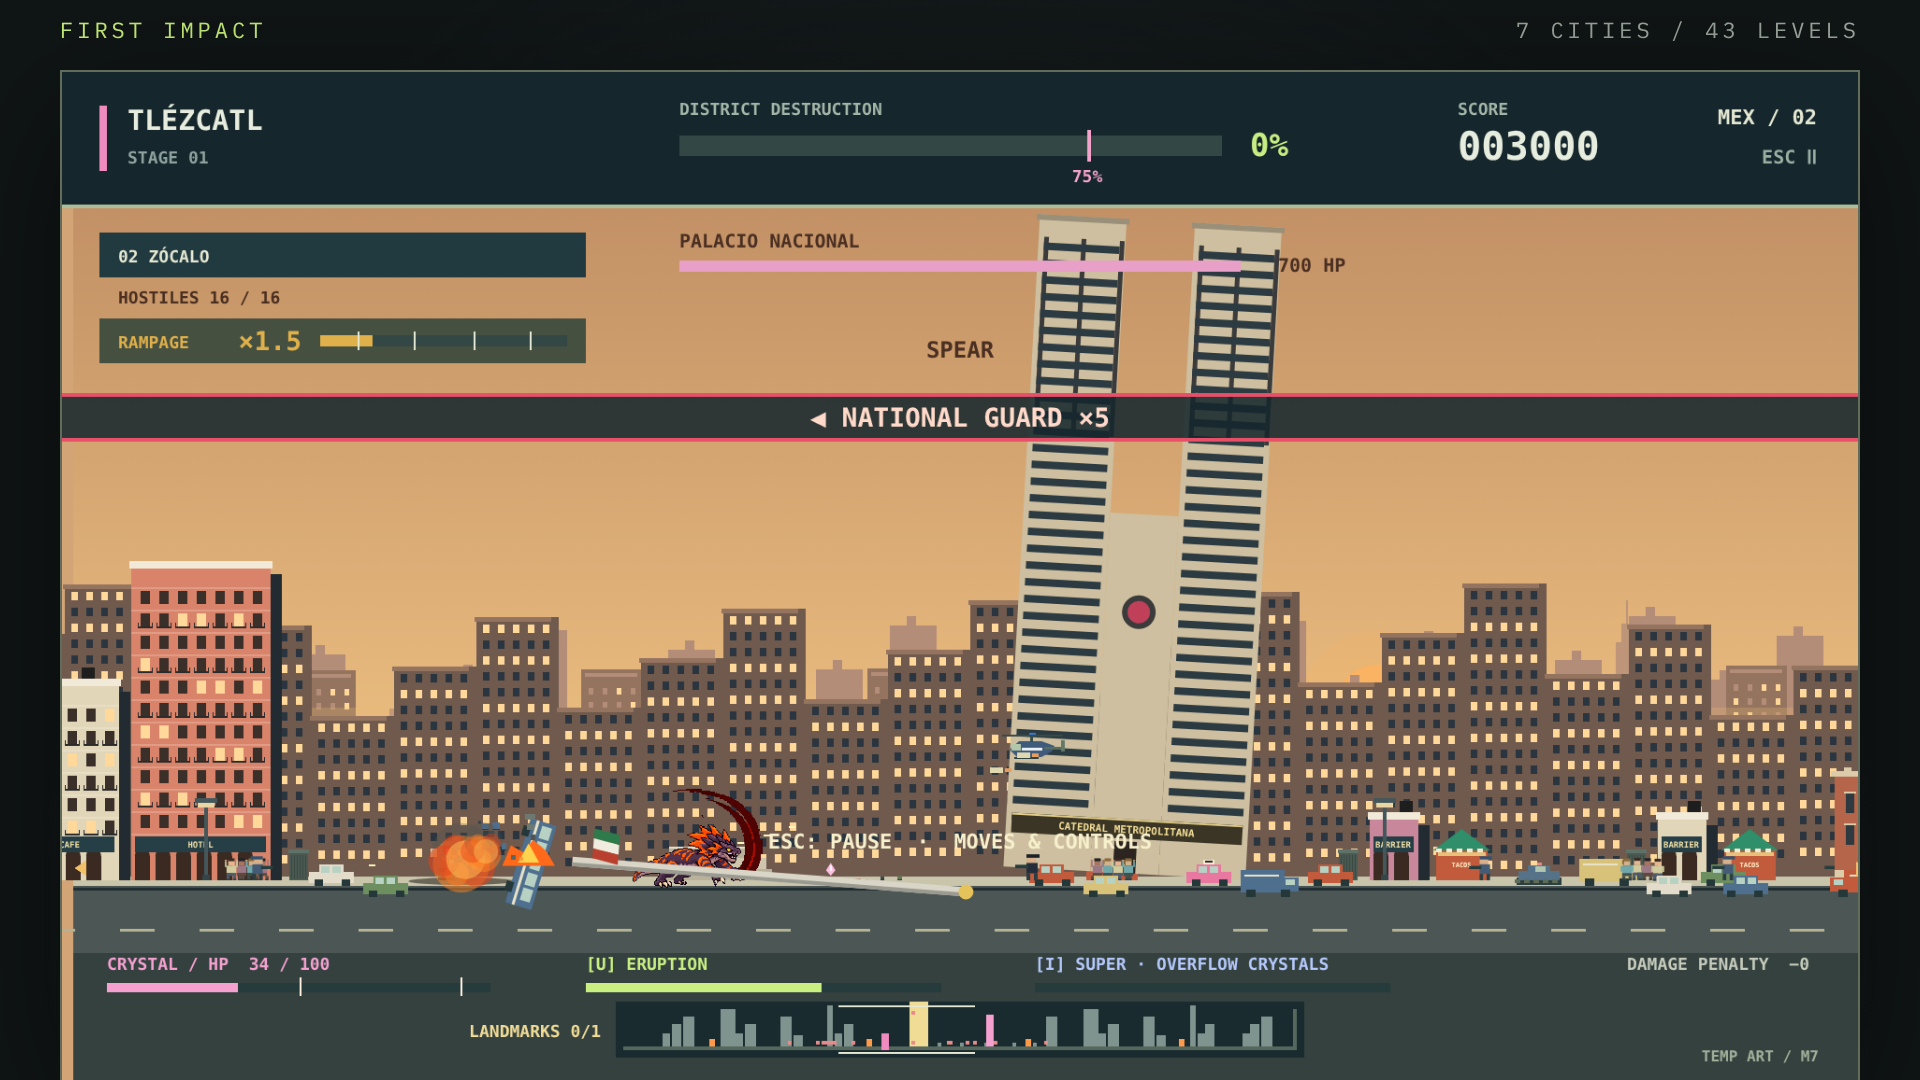 FIRST IMPACT
7 CITIES / 43 LEVELS
TLÉZCATL
STAGE 01
DISTRICT DESTRUCTION
0%
75%
SCORE
003000
MEX / 02
ESC II
02 ZÓCALO
HOSTILES 16 / 16
RAMPAGE ×1.5
PALACIO NACIONAL
700 HP
SPEAR
◀ NATIONAL GUARD ×5
CATEDRAL METROPOLITANA
ESC: PAUSE · MOVES & CONTROLS
CAFE
HOTEL
BARRIER
TACOS
BARRIER
TACOS
CRYSTAL / HP 34 / 100
[U] ERUPTION
[I] SUPER · OVERFLOW CRYSTALS
DAMAGE PENALTY −0
LANDMARKS 0/1
TEMP ART / M7